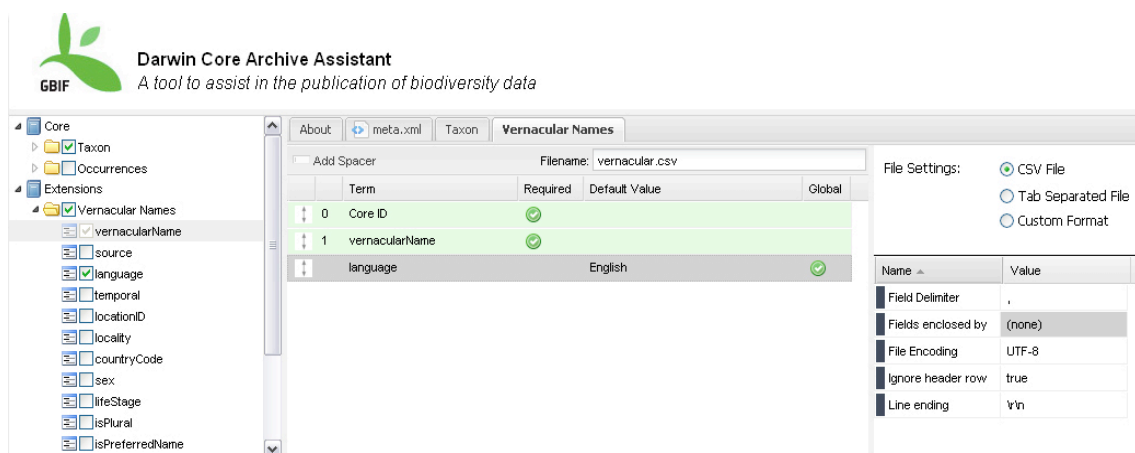 GBIF
Darwin Core Archive Assistant
A tool to assist in the publication of biodiversity data
Core
Taxon
Occurrences
Extensions
Vernacular Names
vernacularName
source
language
temporal
locationID
locality
countryCode
sex
lifeStage
isPlural
isPreferredName
About meta.xml Taxon Vernacular Names
Add Spacer Filename: vernacular.csv
Term Required Default Value Global
0 Core ID
1 vernacularName
language English
File Settings: CSV File
Tab Separated File
Custom Format
Name Value
Field Delimiter ,
Fields enclosed by (none)
File Encoding UTF-8
Ignore header row true
Line ending \r\n